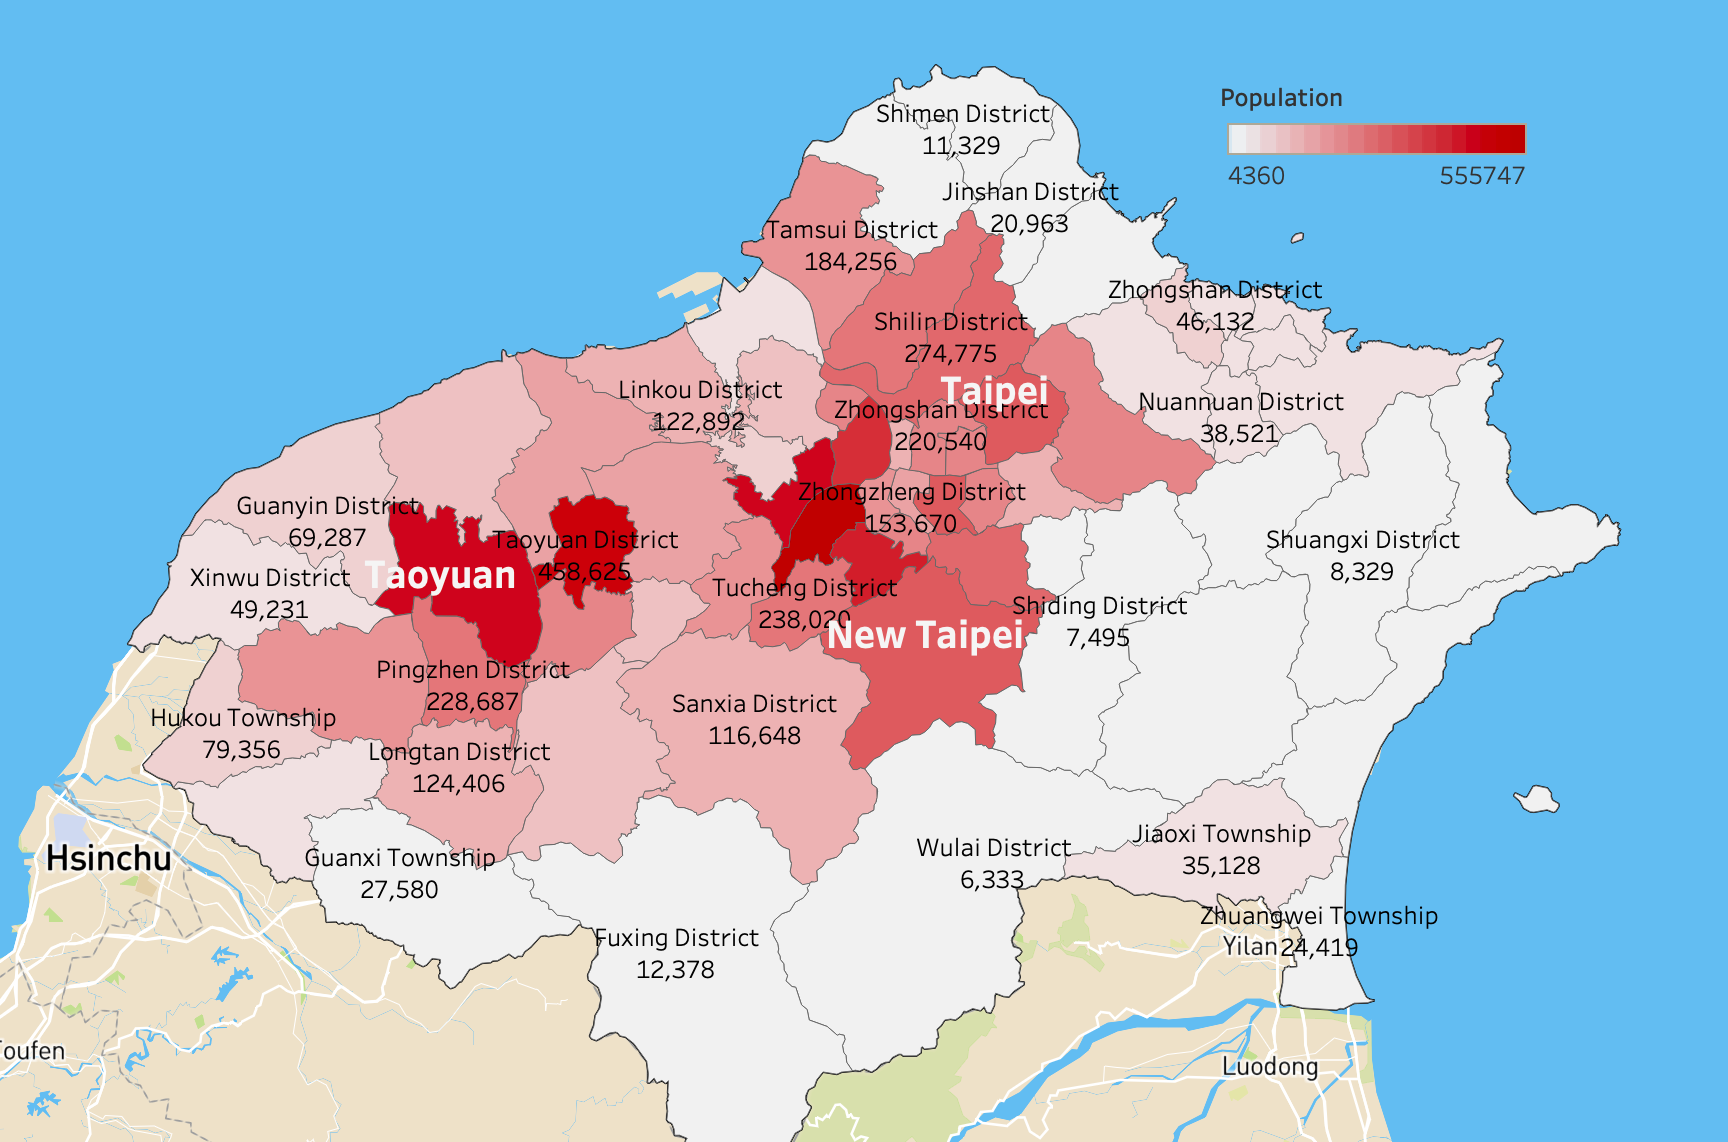 Population
4360
555747
Shimen District
11,329
Jinshan District
20,963
Tamsui District
184,256
Zhongshan District
46,132
Shilin District
274,775
Taipei
Linkou District
122,892
Zhongshan District
220,540
Nuannuan District
38,521
Guanyin District
69,287
Zhongzheng District
153,670
Taoyuan District
458,625
Shuangxi District
8,329
Taoyuan
Xinwu District
49,231
Tucheng District
238,020
Shiding District
7,495
New Taipei
Pingzhen District
228,687
Sanxia District
116,648
Hukou Township
79,356
Longtan District
124,406
Hsinchu
Guanxi Township
27,580
Wulai District
6,333
Jiaoxi Township
35,128
Zhuangwei Township
24,419
Yilan
Fuxing District
12,378
Toufen
Luodong